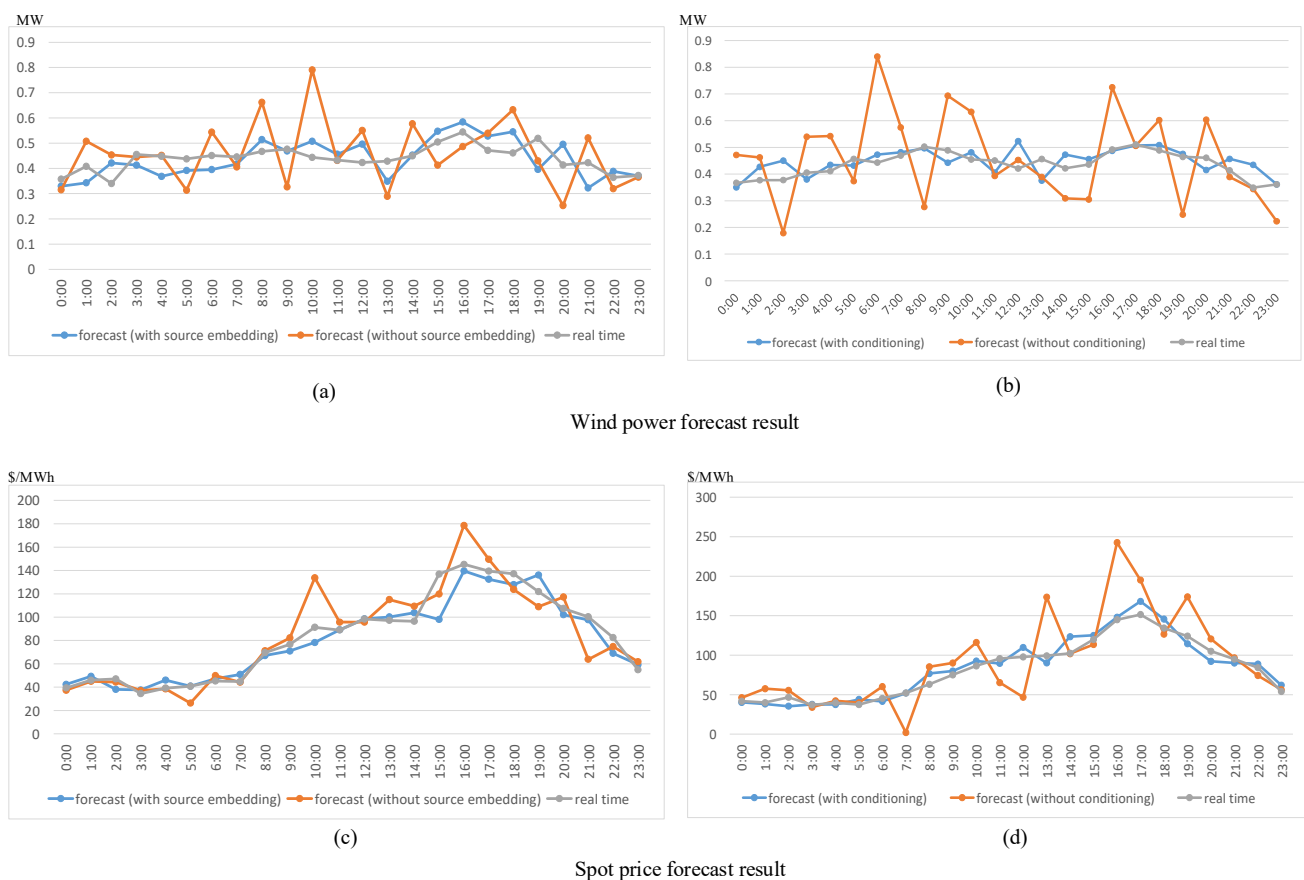 MW
0.9
0.8
0.7
0.6
0.5
0.4
0.3
0.2
0.1
0
0:00 1:00 2:00 3:00 4:00 5:00 6:00 7:00 8:00 9:00 10:00 11:00 12:00 13:00 14:00 15:00 16:00 17:00 18:00 19:00 20:00 21:00 22:00 23:00
forecast (with source embedding) forecast (without source embedding) real time
(a)
MW
0.9
0.8
0.7
0.6
0.5
0.4
0.3
0.2
0.1
0
0:00 1:00 2:00 3:00 4:00 5:00 6:00 7:00 8:00 9:00 10:00 11:00 12:00 13:00 14:00 15:00 16:00 17:00 18:00 19:00 20:00 21:00 22:00 23:00
forecast (with conditioning) forecast (without conditioning) real time
(b)
Wind power forecast result
$/MWh
200
180
160
140
120
100
80
60
40
20
0
0:00 1:00 2:00 3:00 4:00 5:00 6:00 7:00 8:00 9:00 10:00 11:00 12:00 13:00 14:00 15:00 16:00 17:00 18:00 19:00 20:00 21:00 22:00 23:00
forecast (with source embedding) forecast (without source embedding) real time
(c)
$/MWh
300
250
200
150
100
50
0
0:00 1:00 2:00 3:00 4:00 5:00 6:00 7:00 8:00 9:00 10:00 11:00 12:00 13:00 14:00 15:00 16:00 17:00 18:00 19:00 20:00 21:00 22:00 23:00
forecast (with conditioning) forecast (without conditioning) real time
(d)
Spot price forecast result